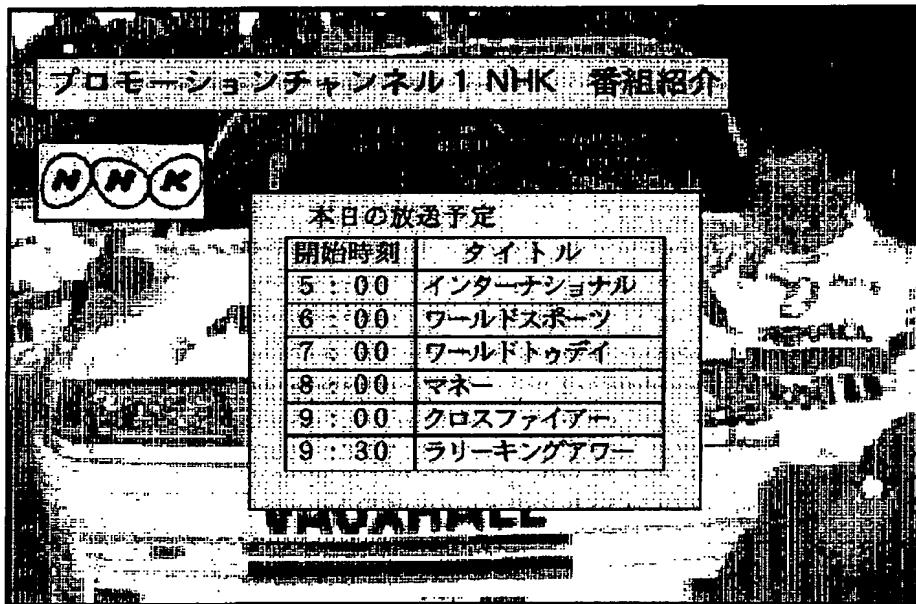 プロモーションチャンネル1 NHK 番組紹介
NHK
本日の放送予定
開始時刻 タイトル
5:00 インターナショナル
6:00 ワールドスポーツ
7:00 ワールドトゥデイ
8:00 マネー
9:00 クロスファイアー
9:30 ラリーキングアワー
VAUXHALL